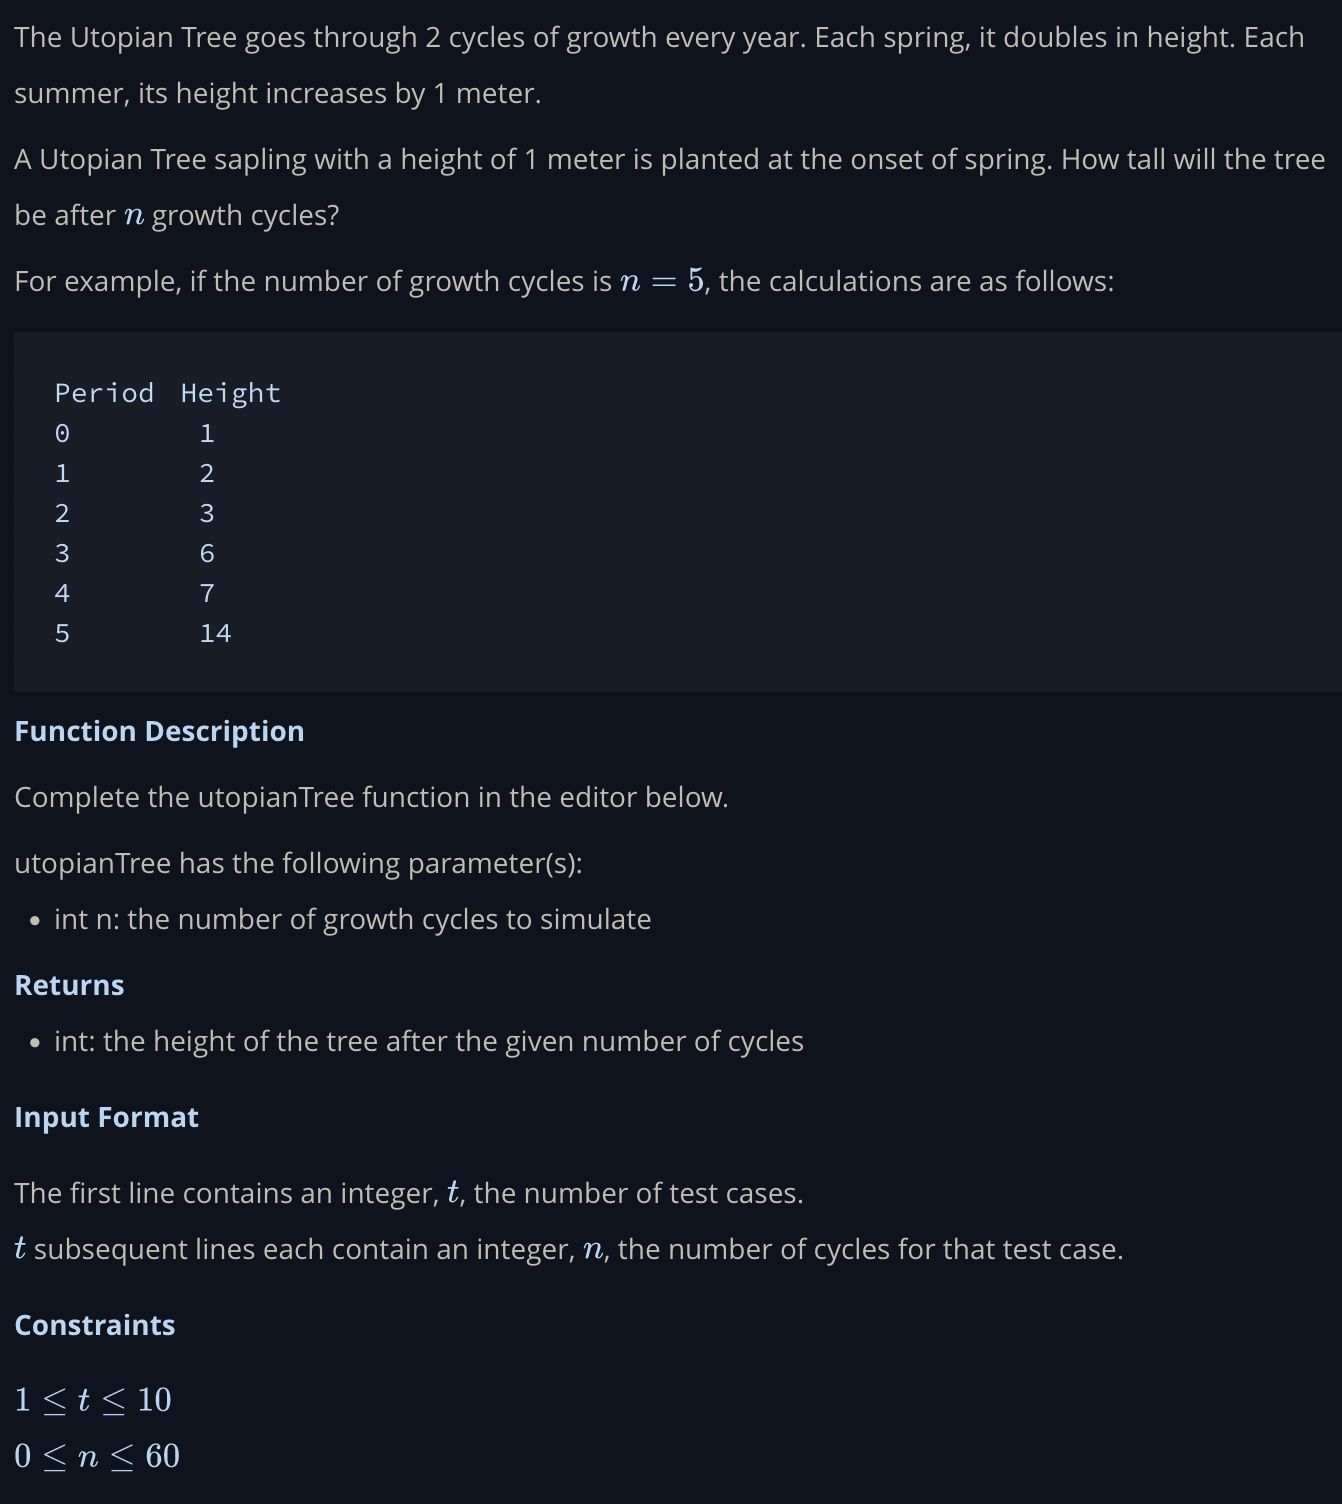 The Utopian Tree goes through 2 cycles of growth every year. Each spring, it doubles in height. Each
summer, its height increases by 1 meter.
A Utopian Tree sapling with a height of 1 meter is planted at the onset of spring. How tall will the tree
be after n growth cycles?
For example, if the number of growth cycles is n = 5, the calculations are as follows:
Period Height
0 1
1 2
2 3
3 6
4 7
5 14
Function Description
Complete the utopianTree function in the editor below.
utopianTree has the following parameter(s):
• int n: the number of growth cycles to simulate
Returns
• int: the height of the tree after the given number of cycles
Input Format
The first line contains an integer, t, the number of test cases.
t subsequent lines each contain an integer, n, the number of cycles for that test case.
Constraints
1 ≤ t ≤ 10
0 ≤ n ≤ 60